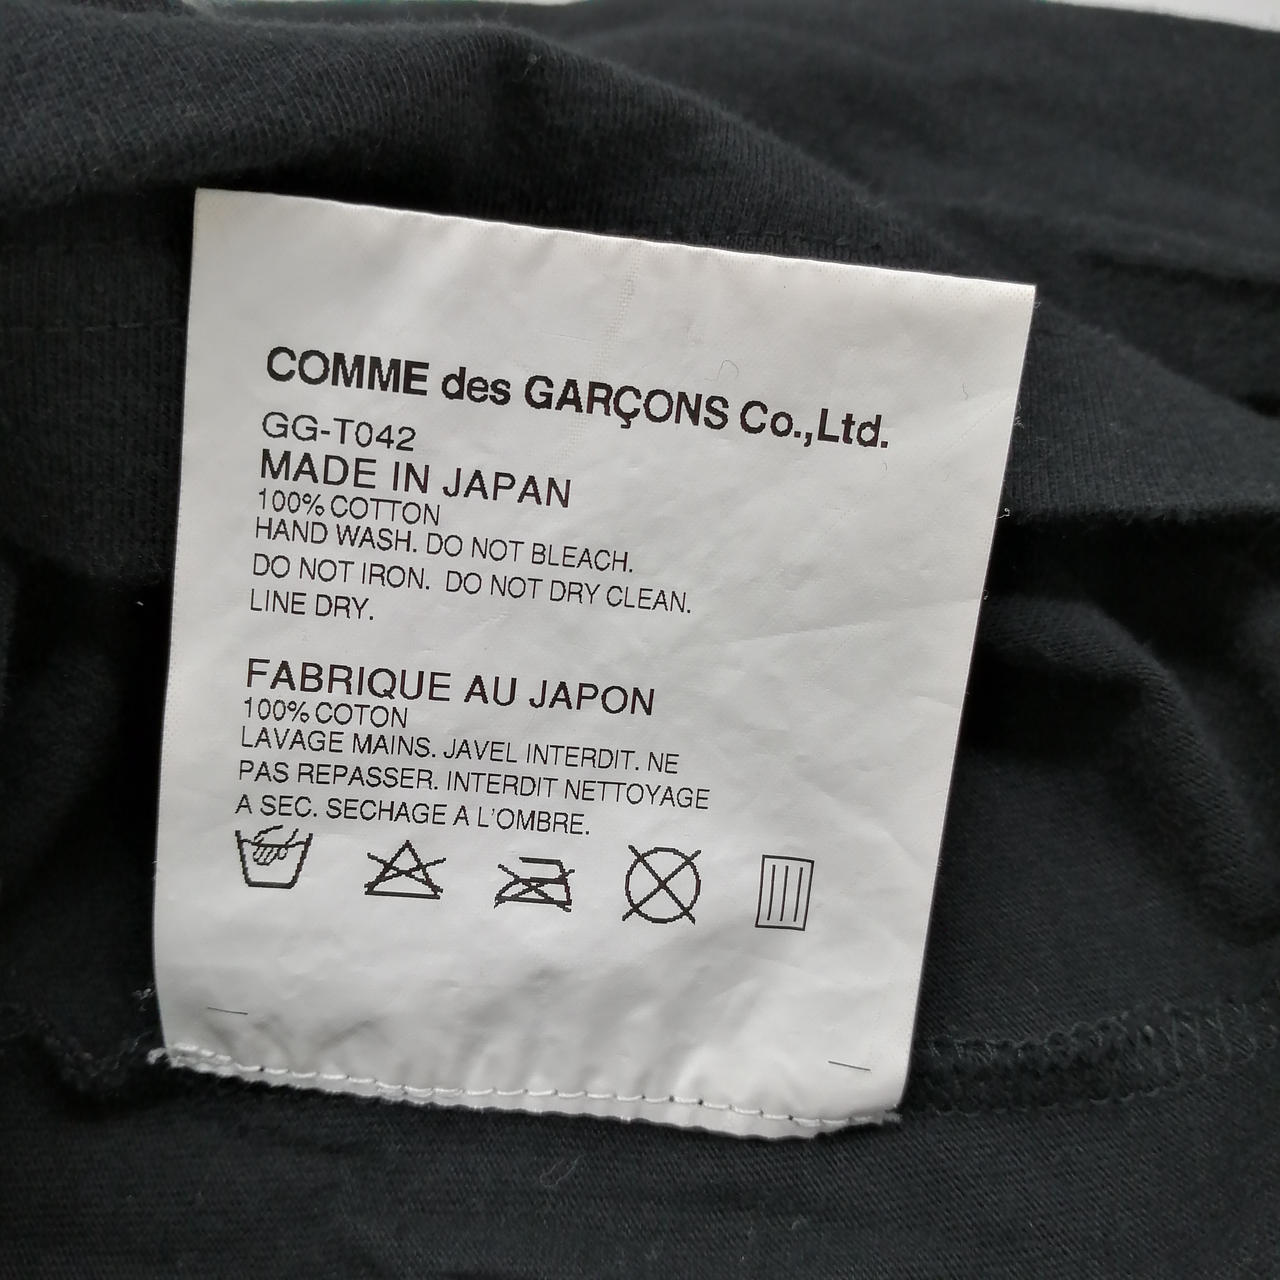 COMME des GARÇONS Co.,Ltd.
GG-T042
MADE IN JAPAN
100% COTTON
HAND WASH. DO NOT BLEACH.
DO NOT IRON. DO NOT DRY CLEAN.
LINE DRY.
FABRIQUE AU JAPON
100% COTON
LAVAGE MAINS. JAVEL INTERDIT. NE
PAS REPASSER. INTERDIT NETTOYAGE
A SEC. SECHAGE A L'OMBRE.